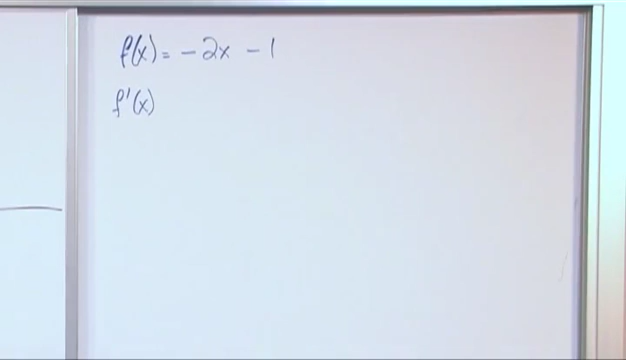 f(x) = -2x - 1
f'(x)